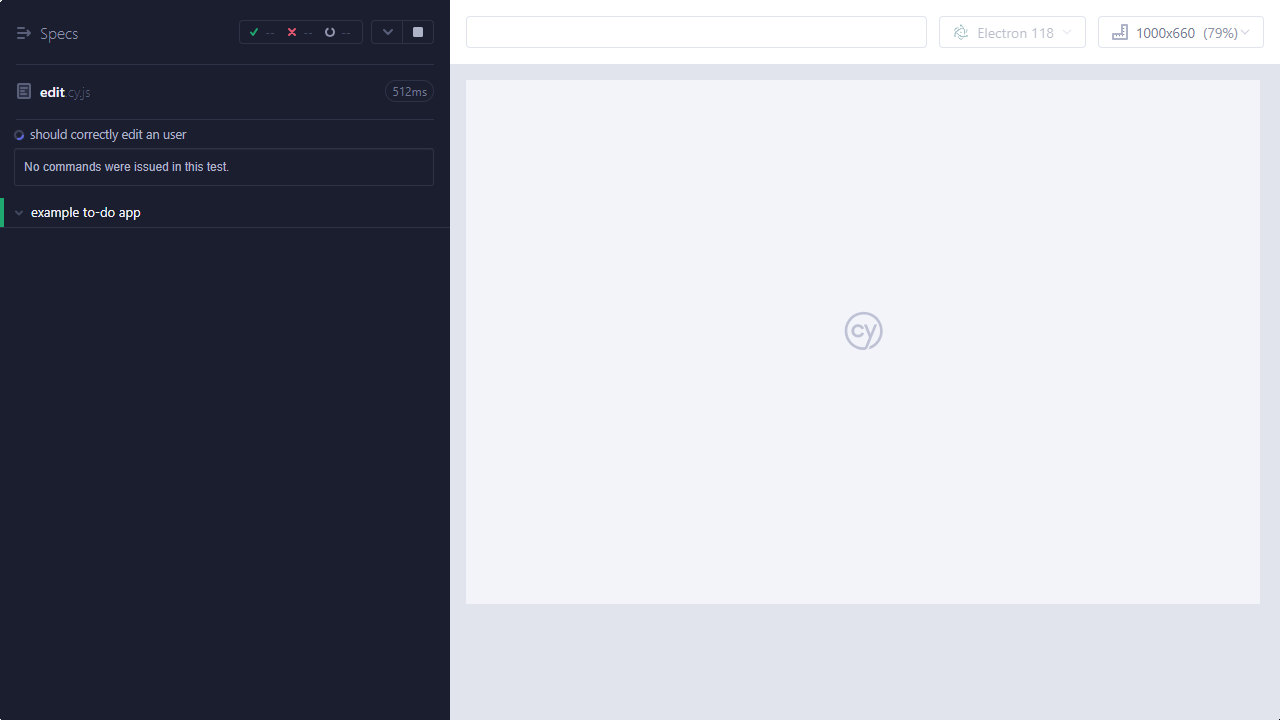 Specs
-- -- --
edit cy.js
512ms
should correctly edit an user
No commands were issued in this test.
example to-do app
Electron 118
1000x660 (79%)
cy